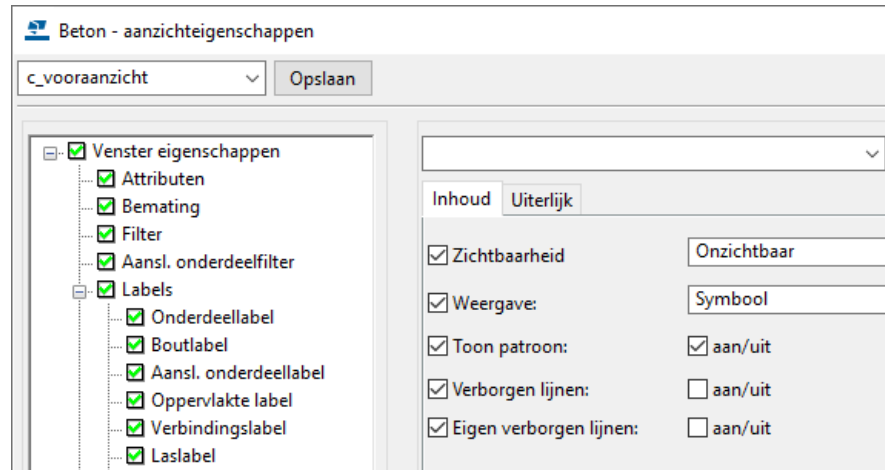 Beton - aanzichteigenschappen
c_vooraanzicht
Opslaan
Venster eigenschappen
Attributen
Bemating
Filter
Aansl. onderdeelfilter
Labels
Onderdeellabel
Boutlabel
Aansl. onderdeellabel
Oppervlakte label
Verbindingslabel
Laslabel
Inhoud Uiterlijk
Zichtbaarheid Onzichtbaar
Weergave: Symbool
Toon patroon: aan/uit
Verborgen lijnen: aan/uit
Eigen verborgen lijnen: aan/uit